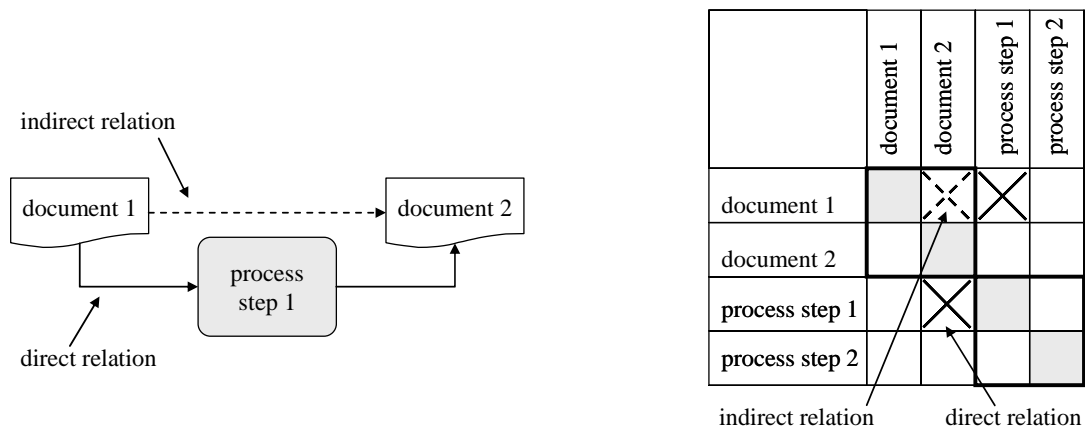 indirect relation
document 1
document 2
process
step 1
direct relation
document 1
document 2
process step 1
process step 2
document 1
document 2
process step 1
process step 2
indirect relation
direct relation